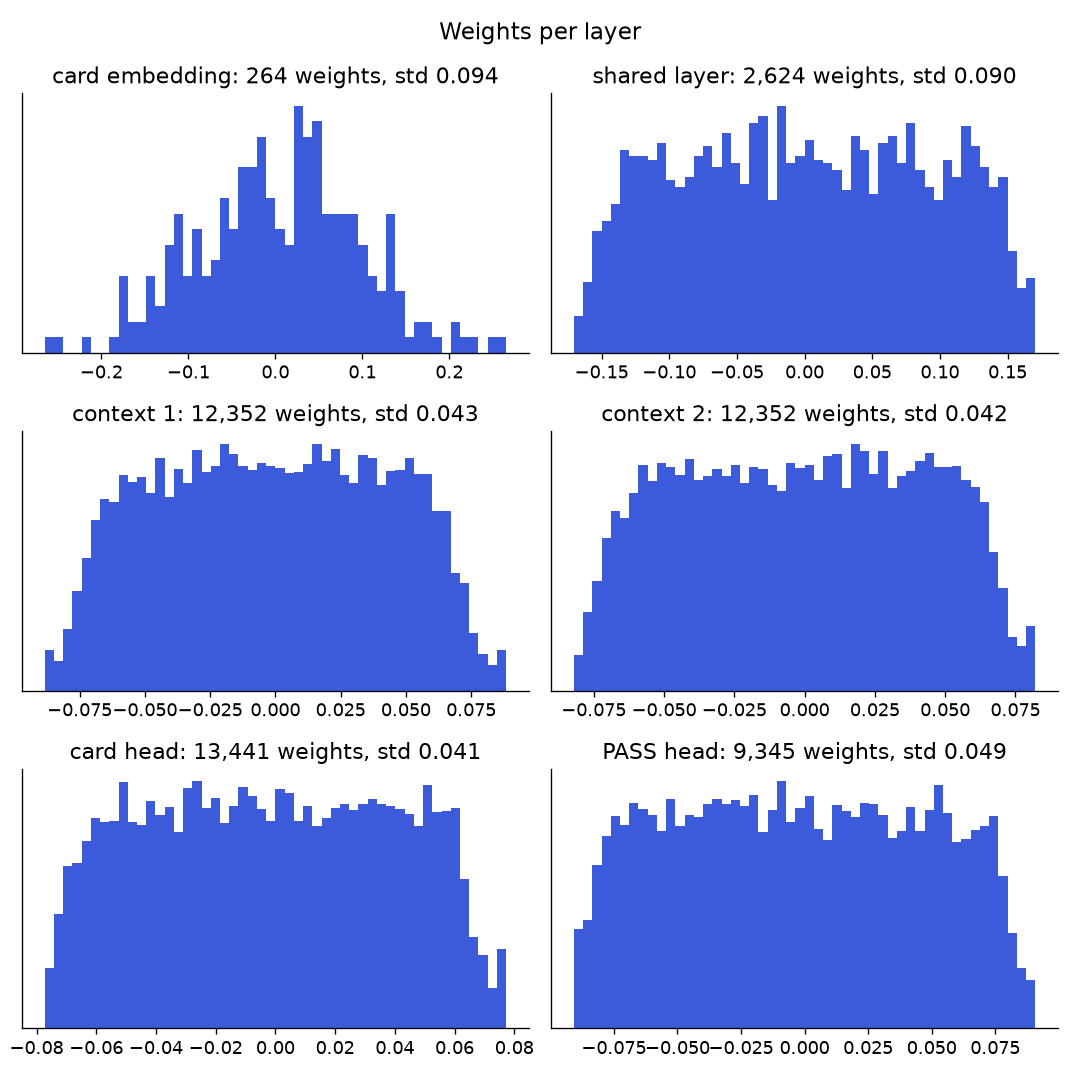 Weights per layer
card embedding: 264 weights, std 0.094
shared layer: 2,624 weights, std 0.090
−0.2 −0.1 0.0 0.1 0.2
−0.15 −0.10 −0.05 0.00 0.05 0.10 0.15
context 1: 12,352 weights, std 0.043
context 2: 12,352 weights, std 0.042
−0.075 −0.050 −0.025 0.000 0.025 0.050 0.075
−0.075 −0.050 −0.025 0.000 0.025 0.050 0.075
card head: 13,441 weights, std 0.041
PASS head: 9,345 weights, std 0.049
−0.08 −0.06 −0.04 −0.02 0.00 0.02 0.04 0.06 0.08
−0.075 −0.050 −0.025 0.000 0.025 0.050 0.075